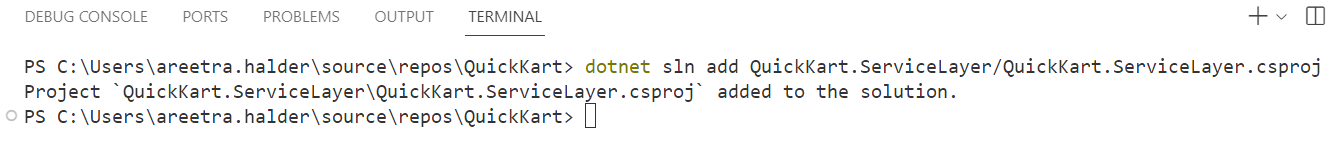 DEBUG CONSOLE PORTS PROBLEMS OUTPUT TERMINAL
PS C:\Users\areetra.halder\source\repos\QuickKart> dotnet sln add QuickKart.ServiceLayer/QuickKart.ServiceLayer.csproj
Project `QuickKart.ServiceLayer\QuickKart.ServiceLayer.csproj` added to the solution.
PS C:\Users\areetra.halder\source\repos\QuickKart>